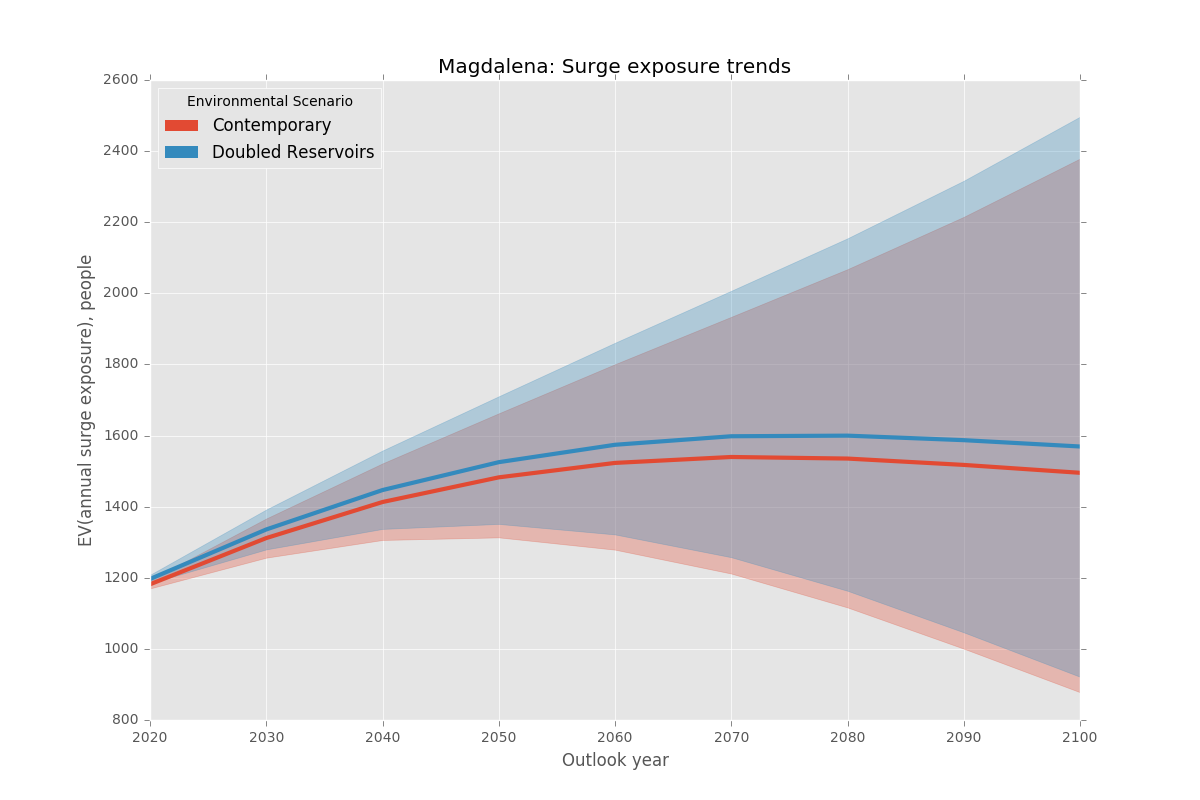 Magdalena: Surge exposure trends
Environmental Scenario
Contemporary
Doubled Reservoirs
EV(annual surge exposure), people
2600
2400
2200
2000
1800
1600
1400
1200
1000
800
2020 2030 2040 2050 2060 2070 2080 2090 2100
Outlook year